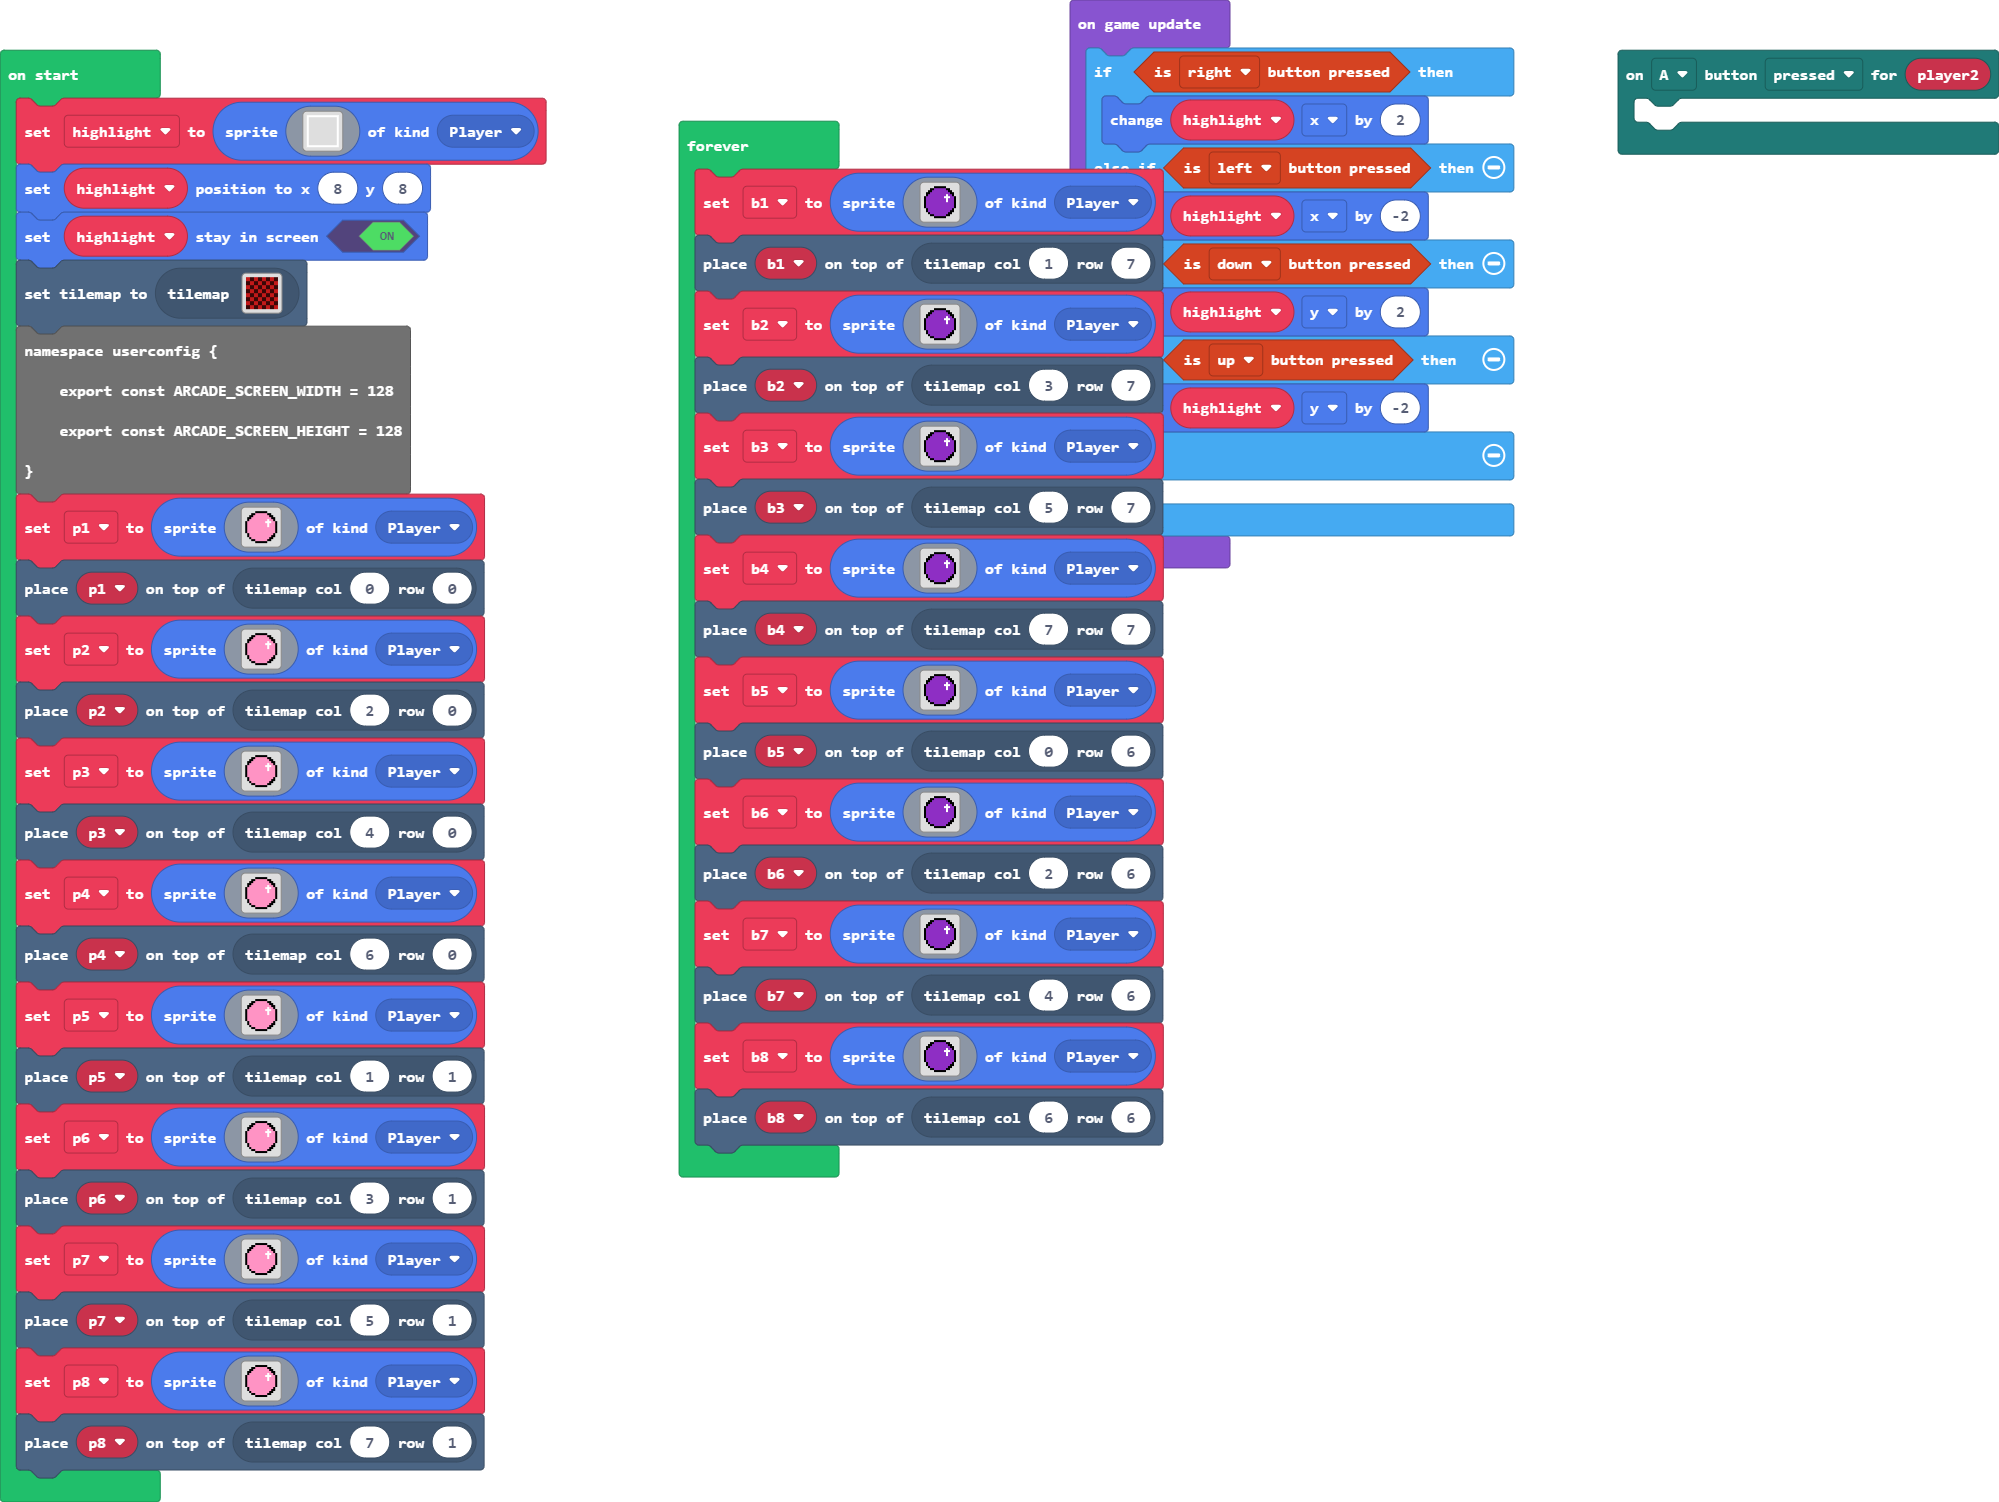 on start
set highlight to sprite of kind Player
set highlight position to x 8 y 8
set highlight stay in screen ON
set tilemap to tilemap
namespace userconfig {
export const ARCADE_SCREEN_WIDTH = 128
export const ARCADE_SCREEN_HEIGHT = 128
}
set p1 to sprite of kind Player
place p1 on top of tilemap col 0 row 0
set p2 to sprite of kind Player
place p2 on top of tilemap col 2 row 0
set p3 to sprite of kind Player
place p3 on top of tilemap col 4 row 0
set p4 to sprite of kind Player
place p4 on top of tilemap col 6 row 0
set p5 to sprite of kind Player
place p5 on top of tilemap col 1 row 1
set p6 to sprite of kind Player
place p6 on top of tilemap col 3 row 1
set p7 to sprite of kind Player
place p7 on top of tilemap col 5 row 1
set p8 to sprite of kind Player
place p8 on top of tilemap col 7 row 1
forever
set b1 to sprite of kind Player
place b1 on top of tilemap col 1 row 7
set b2 to sprite of kind Player
place b2 on top of tilemap col 3 row 7
set b3 to sprite of kind Player
place b3 on top of tilemap col 5 row 7
set b4 to sprite of kind Player
place b4 on top of tilemap col 7 row 7
set b5 to sprite of kind Player
place b5 on top of tilemap col 0 row 6
set b6 to sprite of kind Player
place b6 on top of tilemap col 2 row 6
set b7 to sprite of kind Player
place b7 on top of tilemap col 4 row 6
set b8 to sprite of kind Player
place b8 on top of tilemap col 6 row 6
on game update
if is right button pressed then
change highlight x by 2
else if is left button pressed then
highlight x by -2
is down button pressed then
highlight y by 2
is up button pressed then
highlight y by -2
on A button pressed for player2